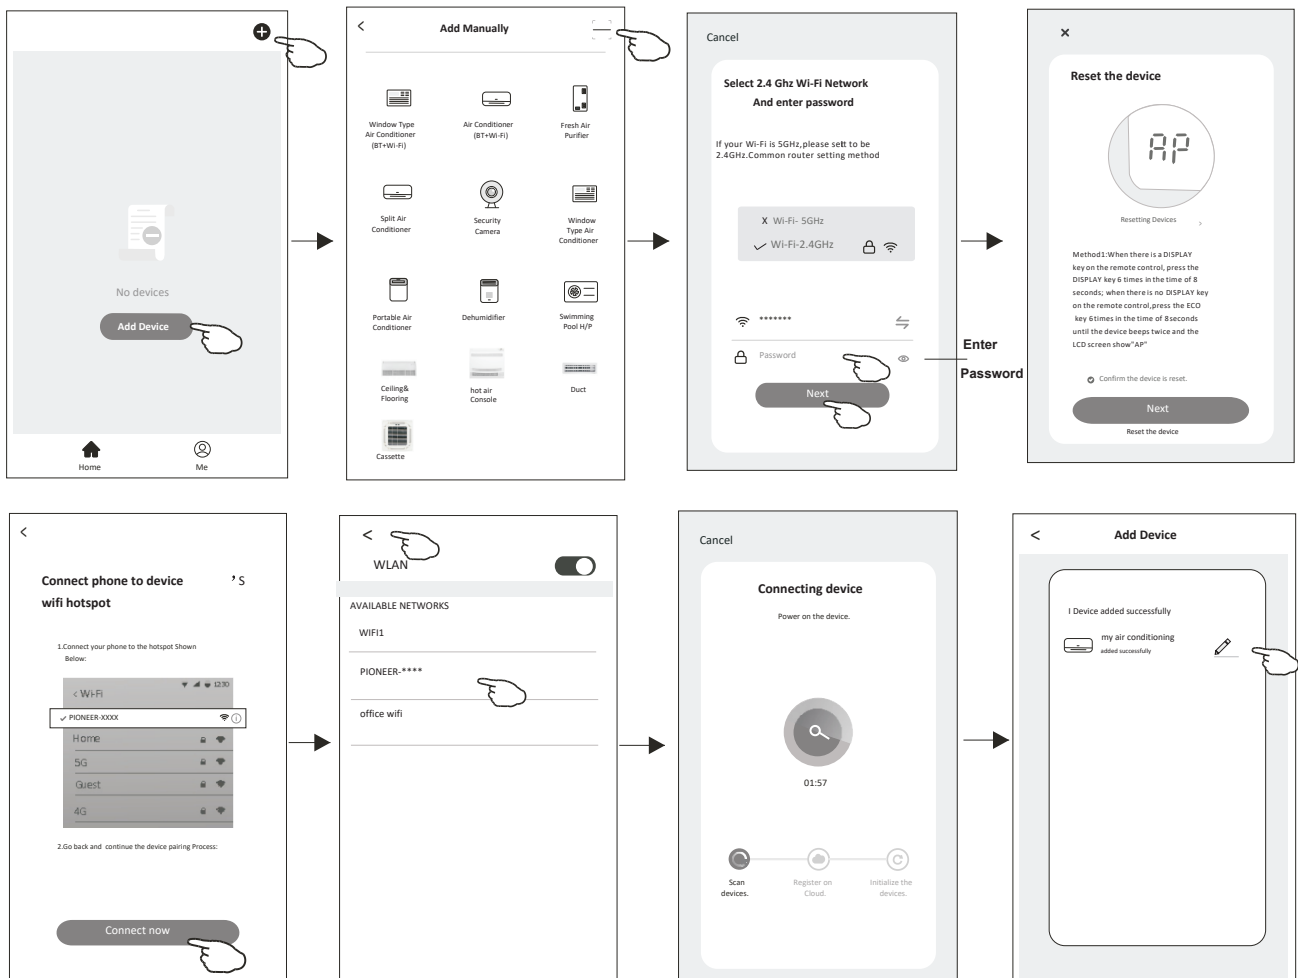 No devices
Add Device
Home
Me
<
Add Manually
Window Type
Air Conditioner
(BT+Wi-Fi)
Air Conditioner
(BT+Wi-Fi)
Fresh Air
Purifier
Split Air
Conditioner
Security
Camera
Window
Type Air
Conditioner
Portable Air
Conditioner
Dehumidifier
Swimming
Pool H/P
Ceiling&
Flooring
hot air
Console
Duct
Cassette
Cancel
Select 2.4 Ghz Wi-Fi Network
And enter password
If your Wi-Fi is 5GHz,please sett to be
2.4GHz.Common router setting method
X Wi-Fi- 5GHz
Wi-Fi-2.4GHz
*******
Password
Next
Enter
Password
×
Reset the device
AP
Resetting Devices >
Method1:When there is a DISPLAY
key on the remote control, press the
DISPLAY key 6 times in the time of 8
seconds; when there is no DISPLAY key
on the remote control,press the ECO
key 6times in the time of 8seconds
until the device beeps twice and the
LCD screen show"AP"
Confirm the device is reset.
Next
Reset the device
<
Connect phone to device 's
wifi hotspot
1.Connect your phone to the hotspot Shown
Below:
12:30
< Wi-Fi
PIONEER-XXXX
Home
5G
Guest
4G
2.Go back and continue the device pairing Process:
Connect now
<
WLAN
AVAILABLE NETWORKS
WIFI1
PIONEER-****
office wifi
Cancel
Connecting device
Power on the device.
01:57
Scan
devices.
Register on
Cloud.
Initialize the
devices.
<
Add Device
I Device added successfully
my air conditioning
added successfully